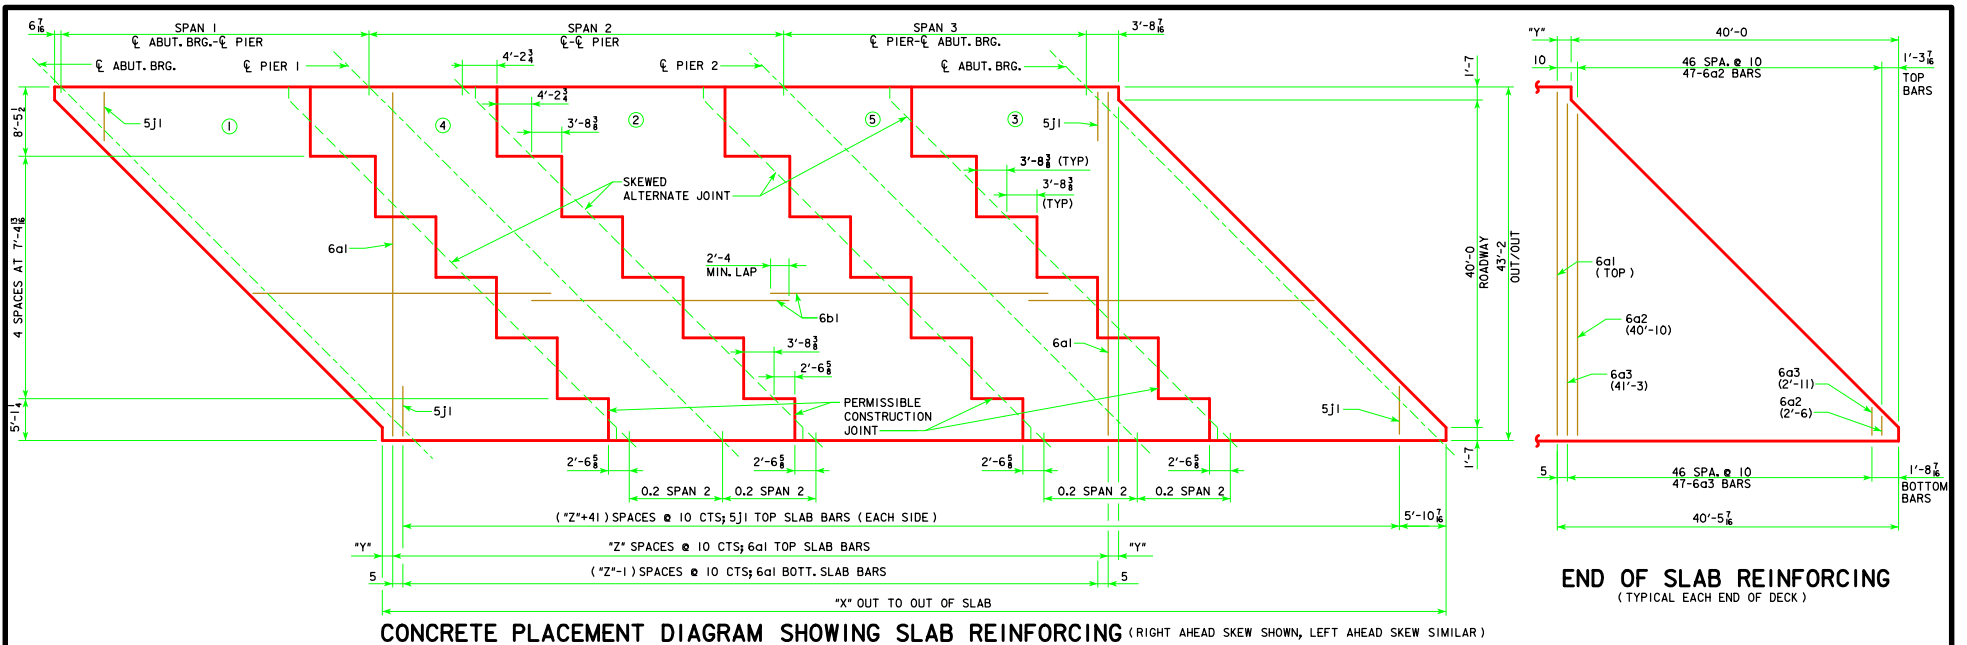 6 7/16
SPAN 1
℄ ABUT. BRG.-℄ PIER
SPAN 2
℄-℄ PIER
SPAN 3
℄ PIER-℄ ABUT. BRG.
3'-8 7/16
℄ ABUT. BRG.
℄ PIER 1
4'-2 3/4
℄ PIER 2
℄ ABUT. BRG.
1'-7
4'-2 3/4
3'-8 3/8
5j1
1
4
2
5
3
5j1
8'-5 1/2
3'-8 3/8 (TYP)
3'-8 3/8
(TYP)
SKEWED
ALTERNATE JOINT
4 SPACES AT 7'-4 13/16
6a1
2'-4
MIN. LAP
40'-0
ROADWAY
43'-2
OUT/OUT
6b1
3'-8 3/8
6a1
2'-6 5/8
5'-1 1/4
5j1
PERMISSIBLE
CONSTRUCTION
JOINT
5j1
1'-7
2'-6 5/8
2'-6 5/8
2'-6 5/8
2'-6 5/8
0.2 SPAN 2
0.2 SPAN 2
0.2 SPAN 2
0.2 SPAN 2
("Z"+41) SPACES @ 10 CTS; 5j1 TOP SLAB BARS (EACH SIDE)
5'-10 7/16
"Y"
"Z" SPACES @ 10 CTS; 6a1 TOP SLAB BARS
"Y"
5
("Z"-1) SPACES @ 10 CTS; 6a1 BOTT. SLAB BARS
5
"X" OUT TO OUT OF SLAB
CONCRETE PLACEMENT DIAGRAM SHOWING SLAB REINFORCING (RIGHT AHEAD SKEW SHOWN, LEFT AHEAD SKEW SIMILAR)
"Y"
40'-0
10
46 SPA. @ 10
47-6a2 BARS
1'-3 7/16
TOP
BARS
6a1
(TOP)
6a2
(40'-10)
6a3
(41'-3)
6a3
(2'-11)
6a2
(2'-6)
5
46 SPA. @ 10
47-6a3 BARS
1'-8 7/16
BOTTOM
BARS
40'-5 7/16
END OF SLAB REINFORCING
(TYPICAL EACH END OF DECK)